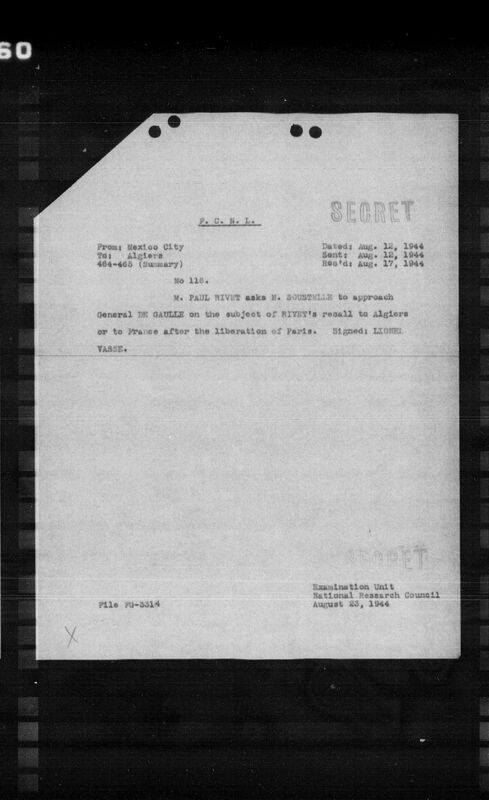 60
SECRET
F. C. N. L.
From: Mexico City
To: Algiers
464-465 (Summary)
Dated: Aug. 12, 1944
Sent: Aug. 12, 1944
Rec'd: Aug. 17, 1944
No 116.
M. PAUL RIVET asks M. SOUSTELLE to approach
General DE GAULLE on the subject of RIVET's recall to Algiers
or to France after the liberation of Paris. Signed: LIONEL
VASSE.
SECRET
Examination Unit
National Research Council
File FU-3314
August 23, 1944
X